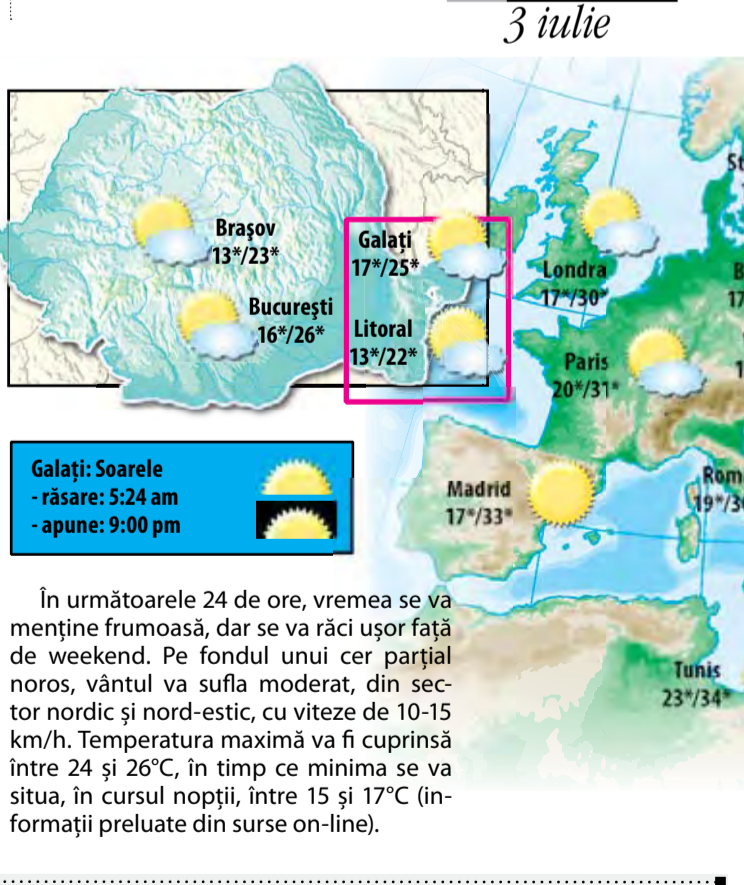 3 iulie
Braşov
13*/23*
Galați
17*/25*
Bucureşti
16*/26*
Litoral
13*/22*
Londra
17*/30*
Paris
20*/31*
Madrid
17*/33*
Tunis
23*/34*
Galați: Soarele
- răsare: 5:24 am
- apune: 9:00 pm
În următoarele 24 de ore, vremea se va
menține frumoasă, dar se va răci ușor față
de weekend. Pe fondul unui cer parțial
noros, vântul va sufla moderat, din sec-
tor nordic și nord-estic, cu viteze de 10-15
km/h. Temperatura maximă va fi cuprinsă
între 24 și 26°C, în timp ce minima se va
situa, în cursul nopții, între 15 și 17°C (in-
formații preluate din surse on-line).